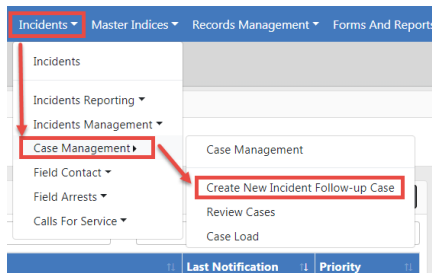 Incidents Master Indices Records Management Forms And Reports
Incidents
Incidents Reporting
Incidents Management
Case Management
Case Management
Field Contact
Create New Incident Follow-up Case
Field Arrests
Review Cases
Calls For Service
Case Load
Last Notification Priority